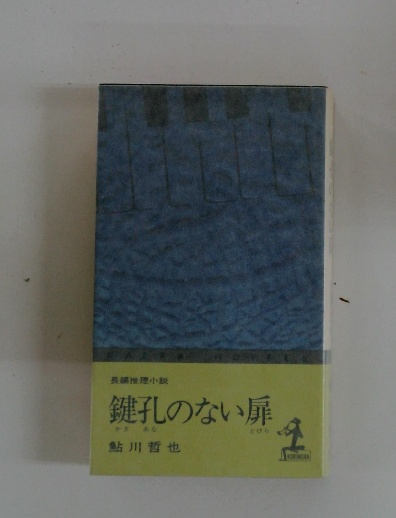 長編推理小説
鍵孔のない扉
かぎ あな とびら
鮎川哲也